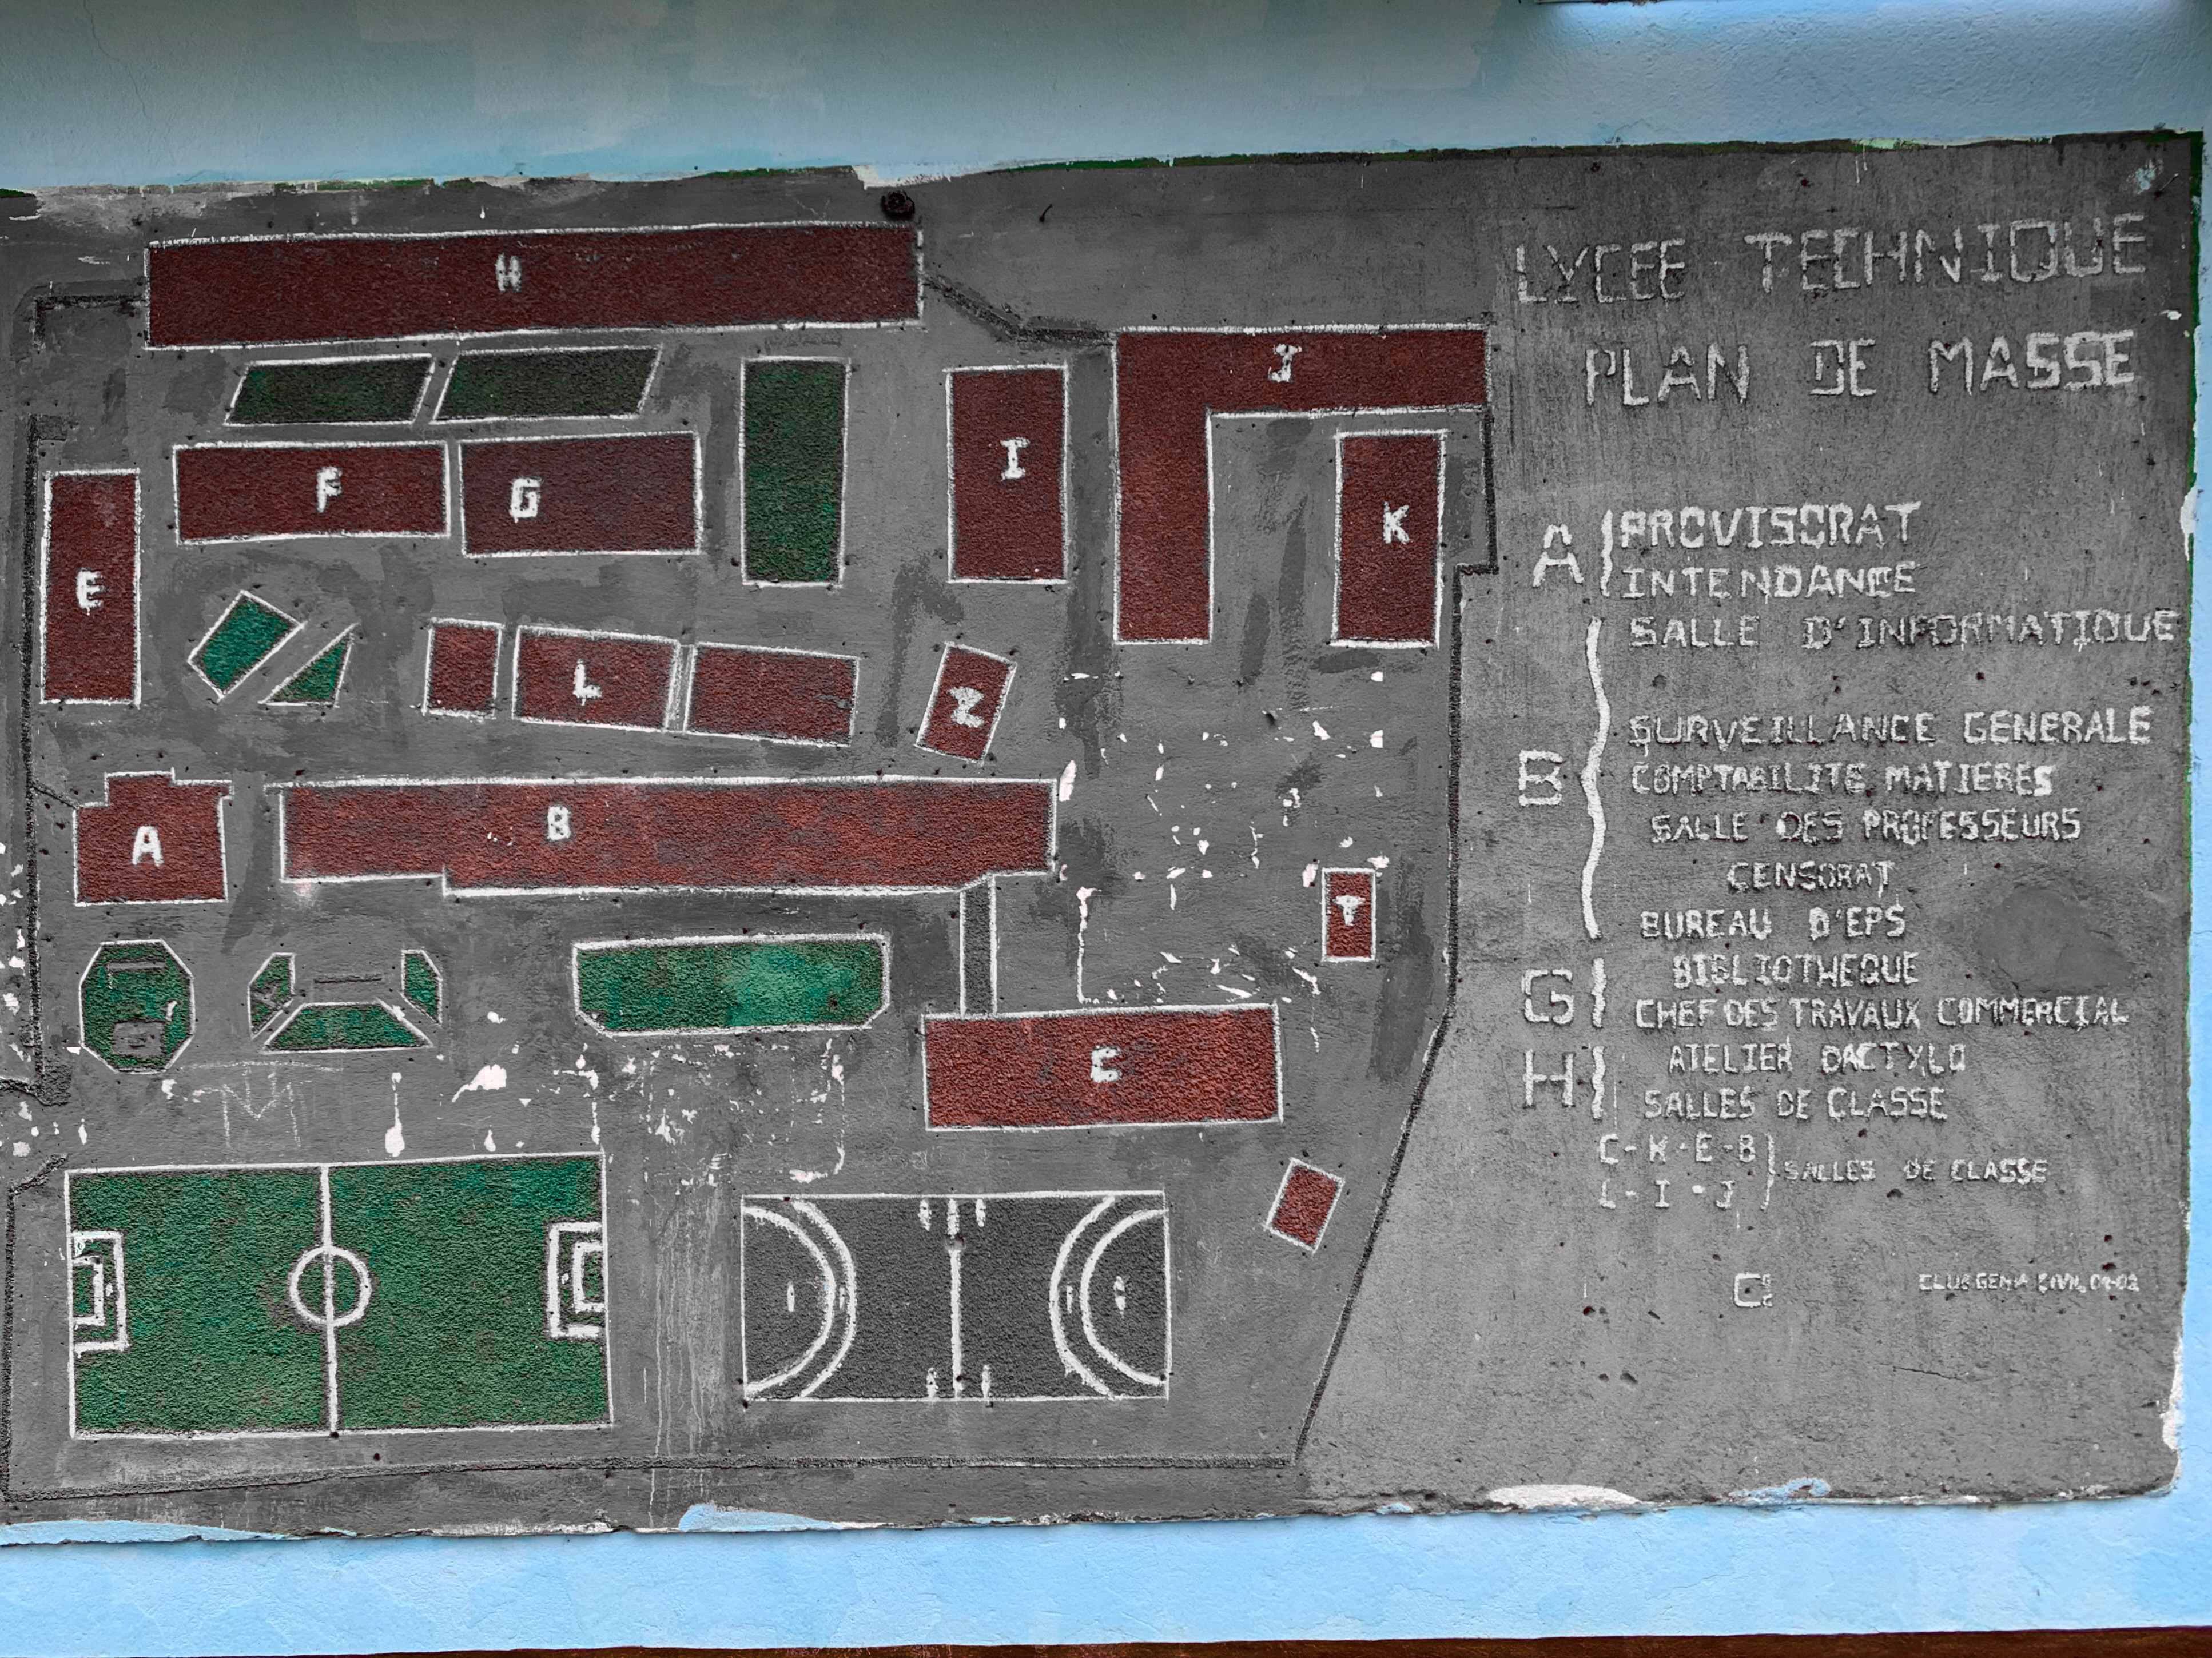 H
J
I
F
G
K
E
L
Z
B
A
T
C
LYCEE TECHNIQUE
PLAN DE MASSE
A
PROVISORAT
INTENDANCE
B
SALLE D'INFORMATIQUE
SURVEILLANCE GENERALE
COMPTABILITE MATIERES
SALLE DES PROFESSEURS
CENSORAT
BUREAU D'EPS
G
BIBLIOTHEQUE
CHEF DES TRAVAUX COMMERCIAL
H
ATELIER DACTYLO
SALLES DE CLASSE
C-K-E-B
L-I-J
SALLES DE CLASSE
CLUB GENIE CIVIL 01-02